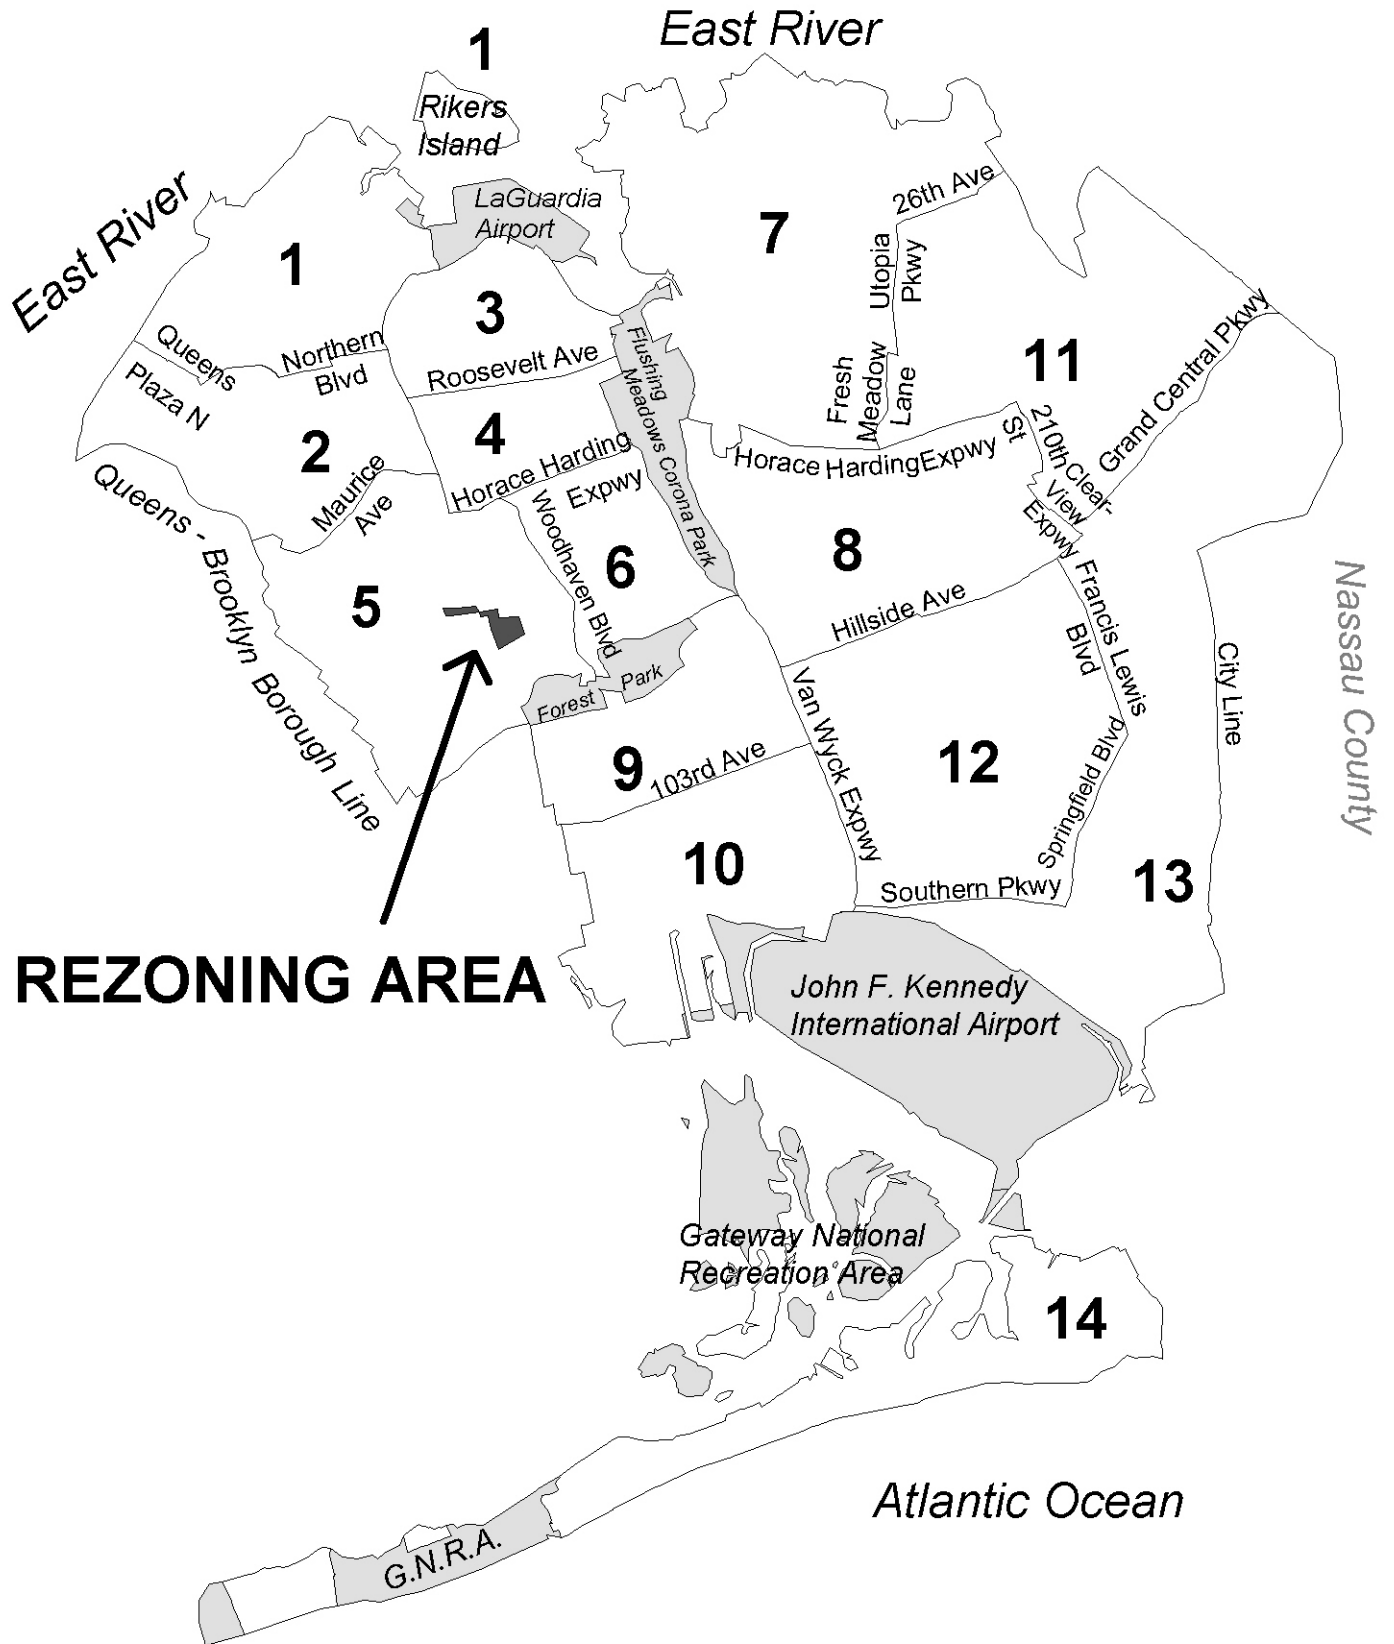 East River
1
Rikers
Island
LaGuardia
Airport
East River
1
3
7
26th Ave
Utopia
Pkwy
Queens
Plaza N
Northern
Blvd
Roosevelt Ave
Flushing
Meadows Corona Park
Fresh
Meadow
Lane
11
Grand Central Pkwy
2
4
Maurice
Ave
Horace Harding
Expwy
Horace HardingExpwy
210th
St
Clear-
View
Expwy
Queens - Brooklyn Borough Line
Woodhaven Blvd
6
8
5
Hillside Ave
Francis Lewis
Blvd
Nassau County
City Line
Forest
Park
Van Wyck Expwy
9
103rd Ave
12
Springfield Blvd
10
Southern Pkwy
13
REZONING AREA
John F. Kennedy
International Airport
Gateway National
Recreation Area
14
Atlantic Ocean
G.N.R.A.